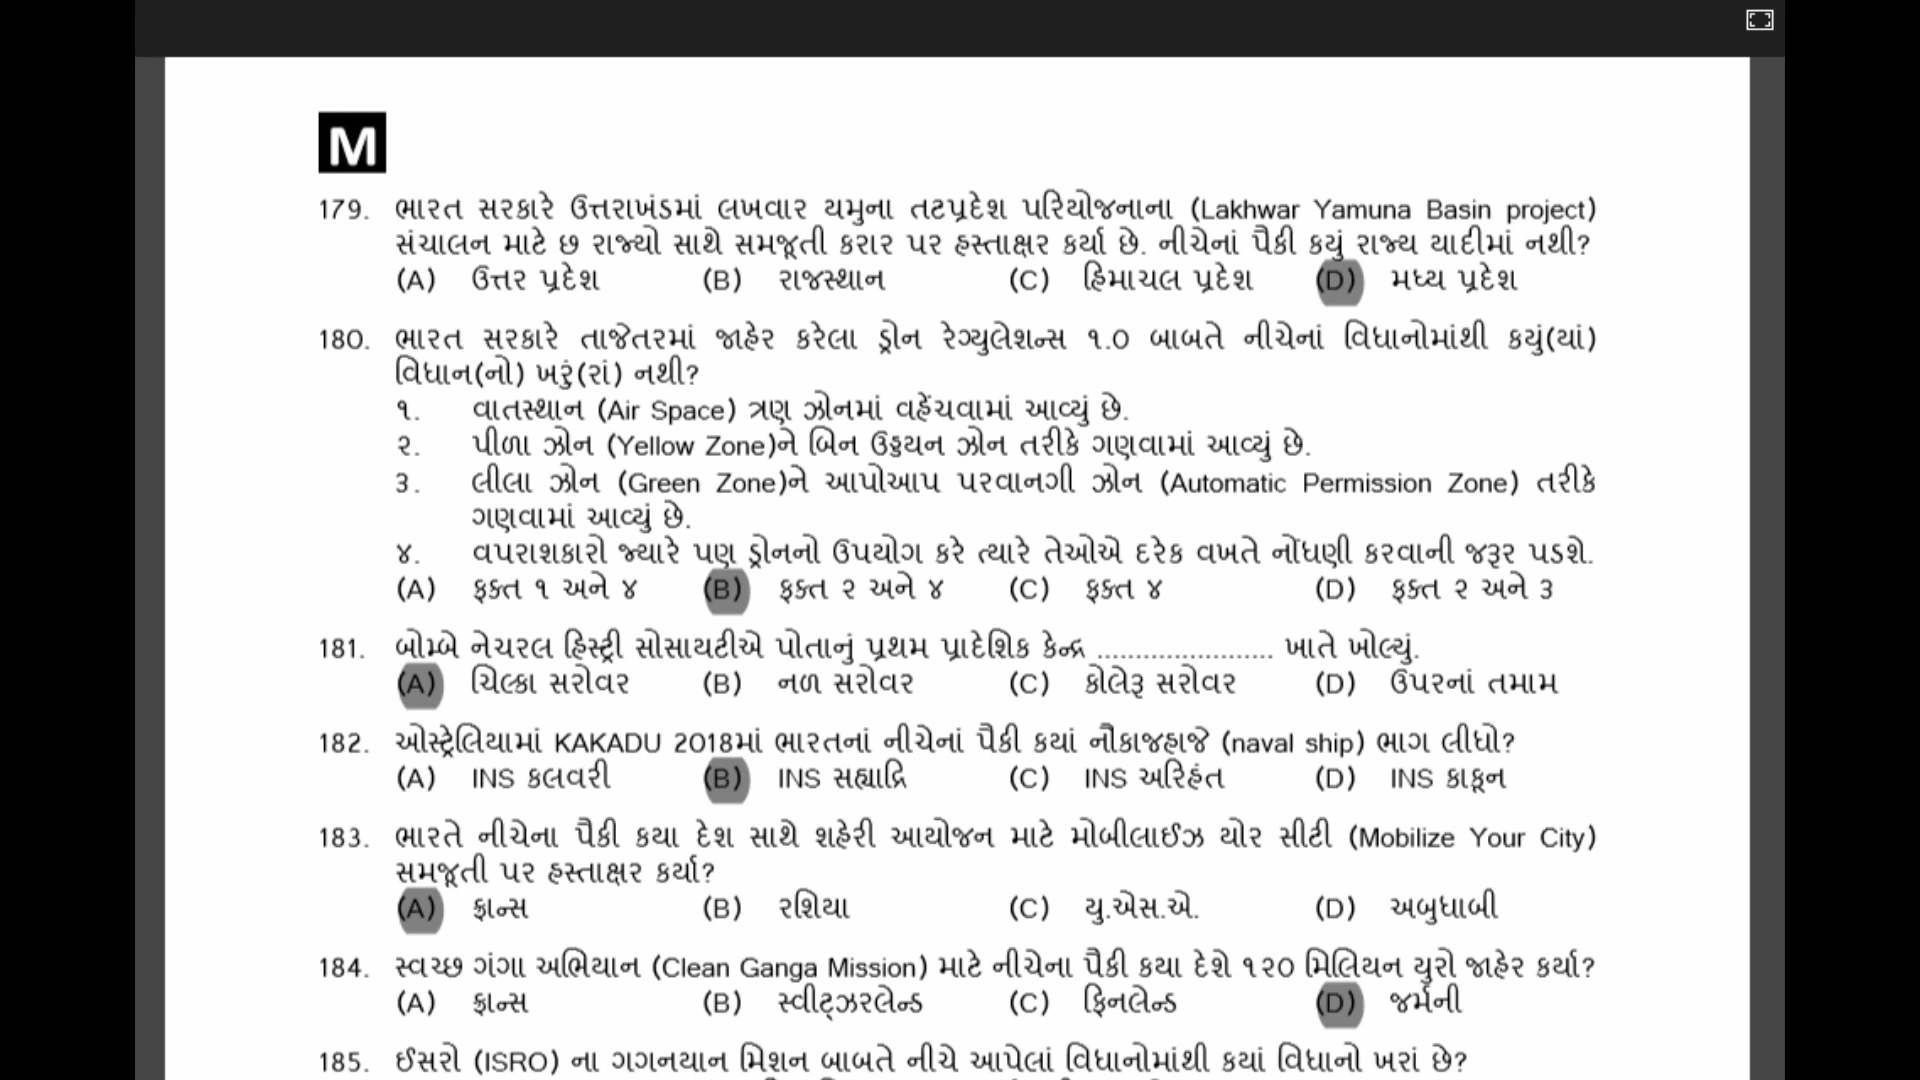 M
179. ભારત સરકારે ઉત્તરાખંડમાં લખવાર યમુના તટપ્રદેશ પરિયોજનાના (Lakhwar Yamuna Basin project)
સંચાલન માટે છ રાજ્યો સાથે સમજૂતી કરાર પર હસ્તાક્ષર કર્યા છે. નીચેનાં પૈકી કયું રાજ્ય યાદીમાં નથી?
(A) ઉત્તર પ્રદેશ (B) રાજસ્થાન (C) હિમાચલ પ્રદેશ (D) મધ્ય પ્રદેશ
180. ભારત સરકારે તાજેતરમાં જાહેર કરેલા ડ્રોન રેગ્યુલેશન્સ ૧.0 બાબતે નીચેનાં વિધાનોમાંથી કયું(યાં)
વિધાન(નો) ખરું(રાં) નથી?
૧. વાતસ્થાન (Air Space) ત્રણ ઝોનમાં વહેંચવામાં આવ્યું છે.
૨. પીળા ઝોન (Yellow Zone)ને બિન ઉડ્ડયન ઝોન તરીકે ગણવામાં આવ્યું છે.
૩. લીલા ઝોન (Green Zone)ને આપોઆપ પરવાનગી ઝોન (Automatic Permission Zone) તરીકે
ગણવામાં આવ્યું છે.
૪. વપરાશકારો જ્યારે પણ ડ્રોનનો ઉપયોગ કરે ત્યારે તેઓએ દરેક વખતે નોંધણી કરવાની જરૂર પડશે.
(A) ફક્ત ૧ અને ૪ (B) ફક્ત ૨ અને ૪ (C) ફક્ત ૪ (D) ફક્ત ૨ અને ૩
181. બોમ્બે નેચરલ હિસ્ટ્રી સોસાયટીએ પોતાનું પ્રથમ પ્રાદેશિક કેન્દ્ર ....................... ખાતે ખોલ્યું.
(A) ચિલ્કા સરોવર (B) નળ સરોવર (C) કોલેરૂ સરોવર (D) ઉપરનાં તમામ
182. ઓસ્ટ્રેલિયામાં KAKADU 2018માં ભારતનાં નીચેનાં પૈકી કયાં નૌકાજહાજે (naval ship) ભાગ લીધો?
(A) INS કલવરી (B) INS સહ્યાદ્રિ (C) INS અરિહંત (D) INS કાફૂન
183. ભારતે નીચેના પૈકી કયા દેશ સાથે શહેરી આયોજન માટે મોબીલાઈઝ યોર સીટી (Mobilize Your City)
સમજૂતી પર હસ્તાક્ષર કર્યા?
(A) ફ્રાન્સ (B) રશિયા (C) યુ.એસ.એ. (D) અબુધાબી
184. સ્વચ્છ ગંગા અભિયાન (Clean Ganga Mission) માટે નીચેના પૈકી કયા દેશે ૧૨૦ મિલિયન યુરો જાહેર કર્યા?
(A) ફ્રાન્સ (B) સ્વીટ્ઝરલેન્ડ (C) ફિનલેન્ડ (D) જર્મની
185. ઈસરો (ISRO) ના ગગનયાન મિશન બાબતે નીચે આપેલાં વિધાનોમાંથી કયાં વિધાનો ખરાં છે?